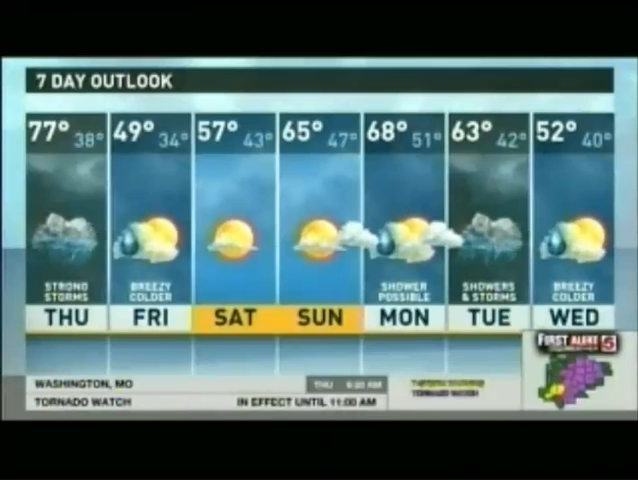 7 DAY OUTLOOK
77° 38° 49° 34° 57° 43° 65° 47° 68° 51° 63° 42° 52° 40°
STRONG STORMS
BREEZY COLDER
SHOWER POSSIBLE
SHOWERS & STORMS
BREEZY COLDER
THU FRI SAT SUN MON TUE WED
FIRST ALERT 5
WASHINGTON, MO
THU
TORNADO WATCH IN EFFECT UNTIL 11:00 AM
TORNADO WATCH